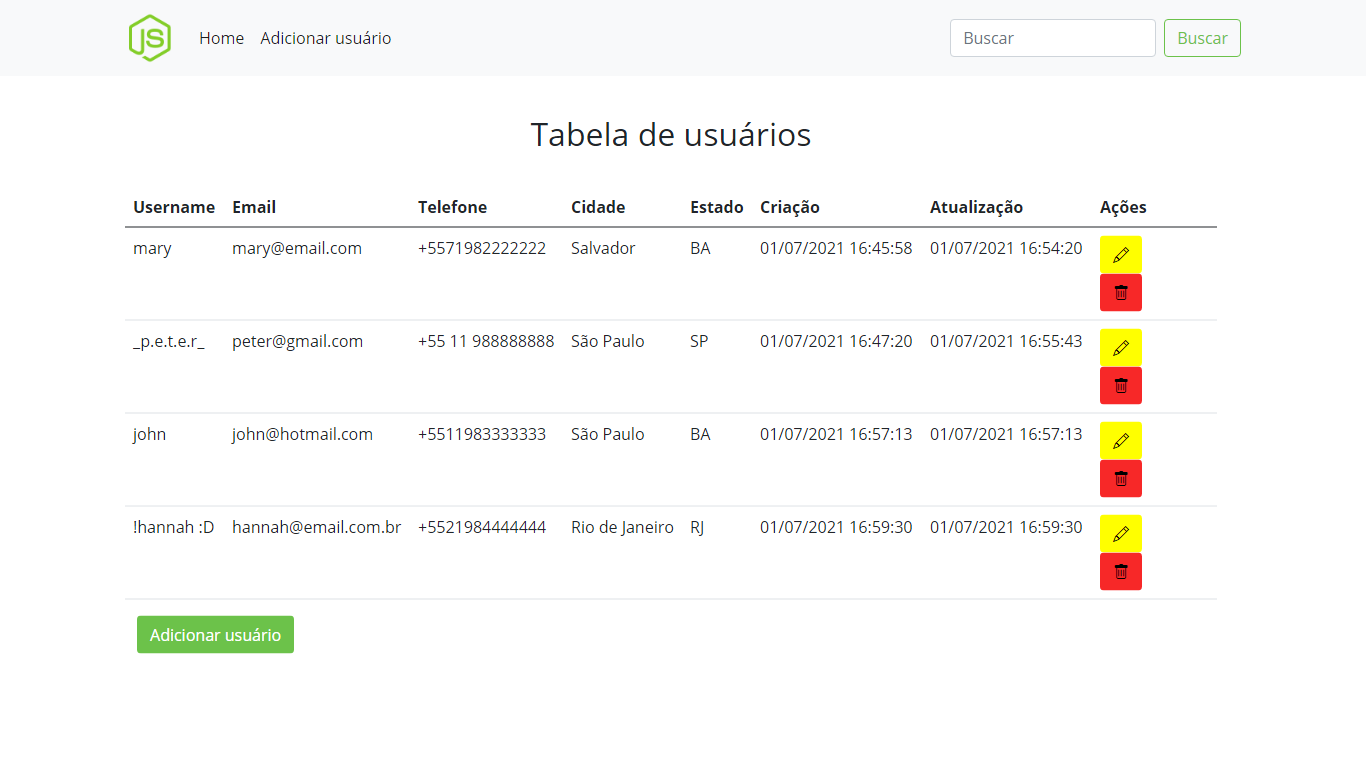 JS Home Adicionar usuário Buscar Buscar
Tabela de usuários
Username Email Telefone Cidade Estado Criação Atualização Ações
mary mary@email.com +5571982222222 Salvador BA 01/07/2021 16:45:58 01/07/2021 16:54:20
_p.e.t.e.r_ peter@gmail.com +55 11 988888888 São Paulo SP 01/07/2021 16:47:20 01/07/2021 16:55:43
john john@hotmail.com +5511983333333 São Paulo BA 01/07/2021 16:57:13 01/07/2021 16:57:13
!hannah :D hannah@email.com.br +5521984444444 Rio de Janeiro RJ 01/07/2021 16:59:30 01/07/2021 16:59:30
Adicionar usuário